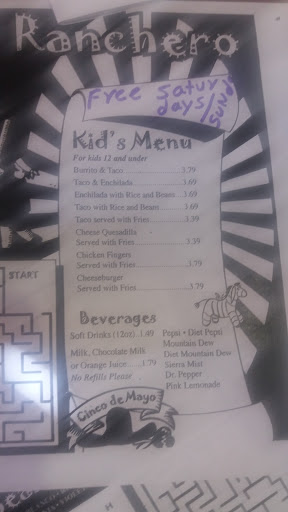 Ranchero
Free Satur
days/
SUNDAY
Kid's Menu
For kids 12 and under
Burrito & Taco 3.79
Taco & Enchilada 3.69
Enchilada with Rice and Beans 3.69
Taco with Rice and Beans 3.69
Taco served with Fries 3.39
Cheese Quesadilla
Served with Fries 3.39
Chicken Fingers
Served with Fries 3.79
Cheeseburger
Served with Fries 3.79
START
Beverages
Soft Drinks (12oz) 1.49
Milk, Chocolate Milk
or Orange Juice 1.79
No Refills Please
Pepsi • Diet Pepsi
Mountain Dew
Diet Mountain Dew
Sierra Mist
Dr. Pepper
Pink Lemonade
Cinco de Mayo